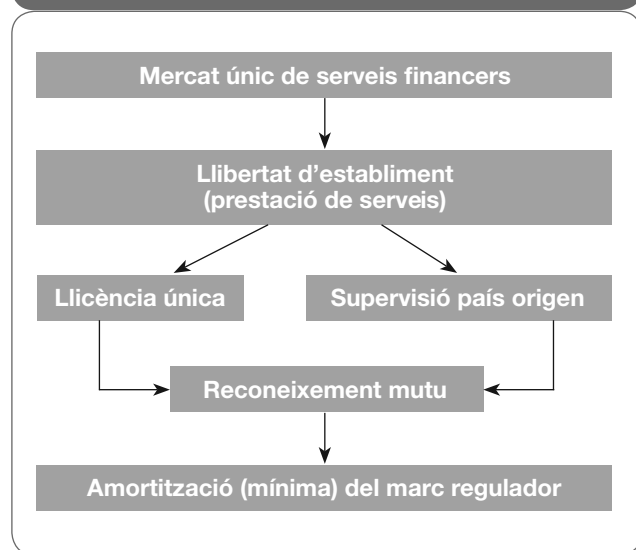 Mercat únic de serveis financers
Llibertat d’establiment
(prestació de serveis)
Llicència única
Supervisió país origen
Reconeixement mutu
Amortització (mínima) del marc regulador